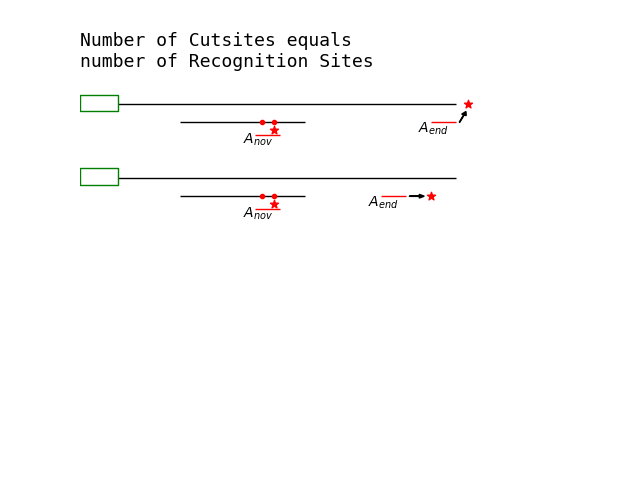 Number of Cutsites equals
number of Recognition Sites
A_end
A_nov
A_end
A_nov